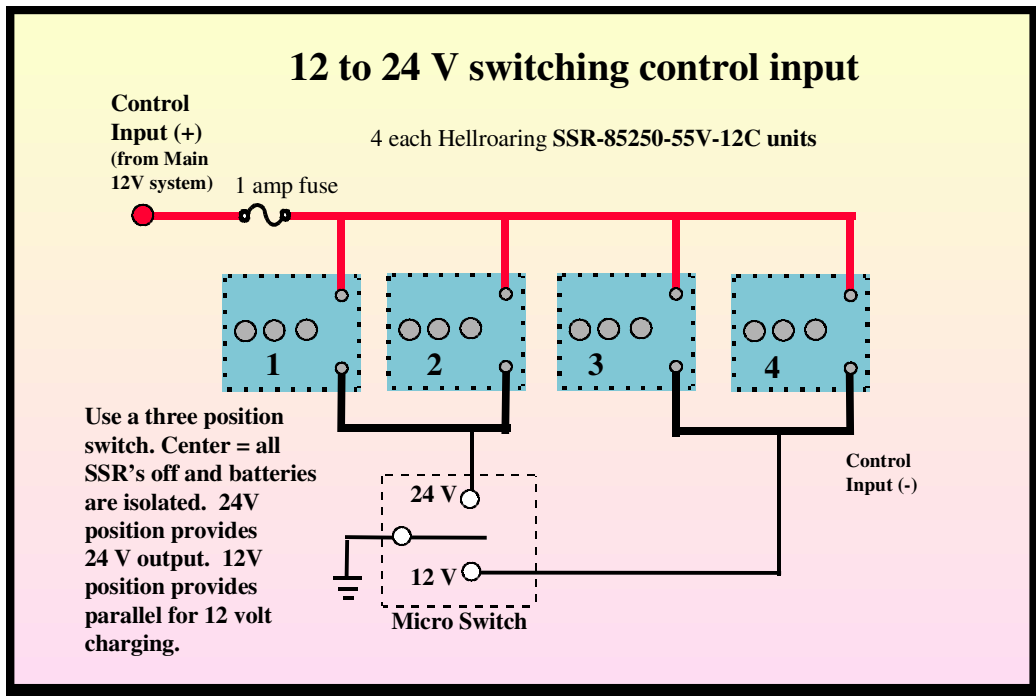 12 to 24 V switching control input
Control
Input (+)
(from Main
12V system)
4 each Hellroaring SSR-85250-55V-12C units
1 amp fuse
1
2
3
4
Use a three position
switch. Center = all
SSR's off and batteries
are isolated.  24V
position provides
24 V output.  12V
position provides
parallel for 12 volt
charging.
24 V
12 V
Micro Switch
Control
Input (-)